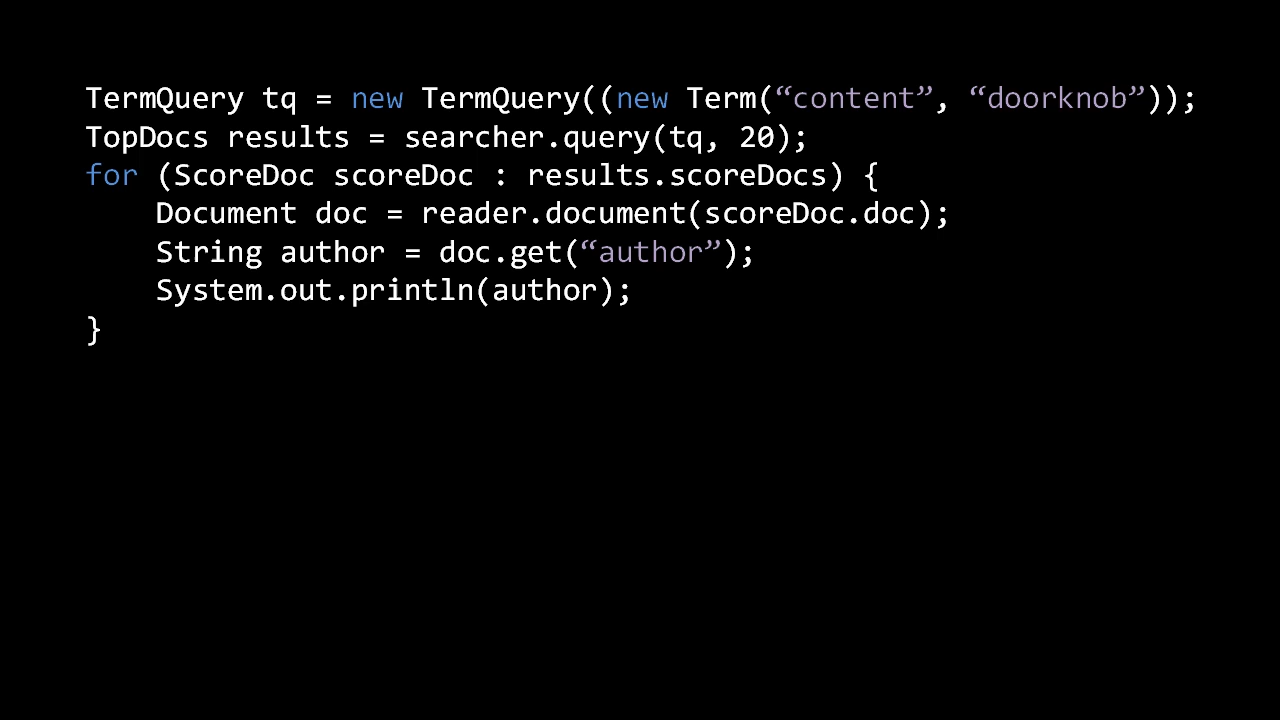 TermQuery tq = new TermQuery((new Term(“content”, “doorknob”));
TopDocs results = searcher.query(tq, 20);
for (ScoreDoc scoreDoc : results.scoreDocs) {
    Document doc = reader.document(scoreDoc.doc);
    String author = doc.get(“author”);
    System.out.println(author);
}